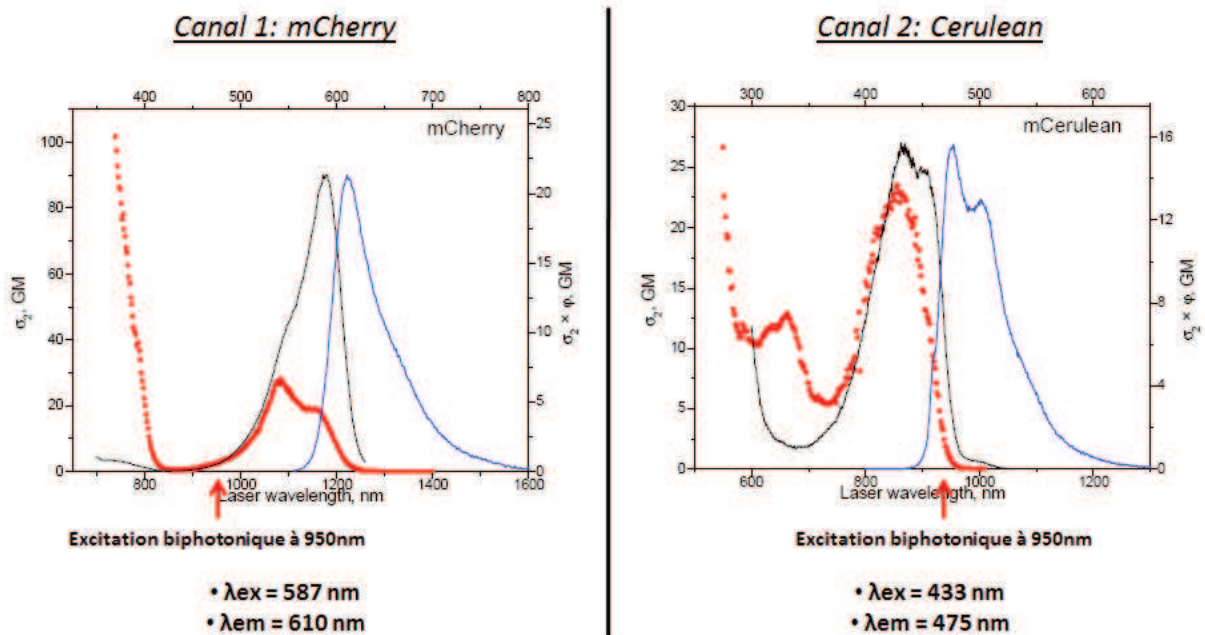 Canal 1: mCherry
400 500 600 700 800
mCherry
100
80
60
40
20
0
σ₂, GM
25
20
15
10
5
0
σ₂ × φ, GM
800 1000 1200 1400 1600
Laser wavelength, nm
Excitation biphotonique à 950nm
• λex = 587 nm
• λem = 610 nm
Canal 2: Cerulean
300 400 500 600
mCerulean
30
25
20
15
10
5
0
σ₂, GM
16
12
8
4
0
σ₂ × φ, GM
600 800 1000 1200
Laser wavelength, nm
Excitation biphotonique à 950nm
• λex = 433 nm
• λem = 475 nm